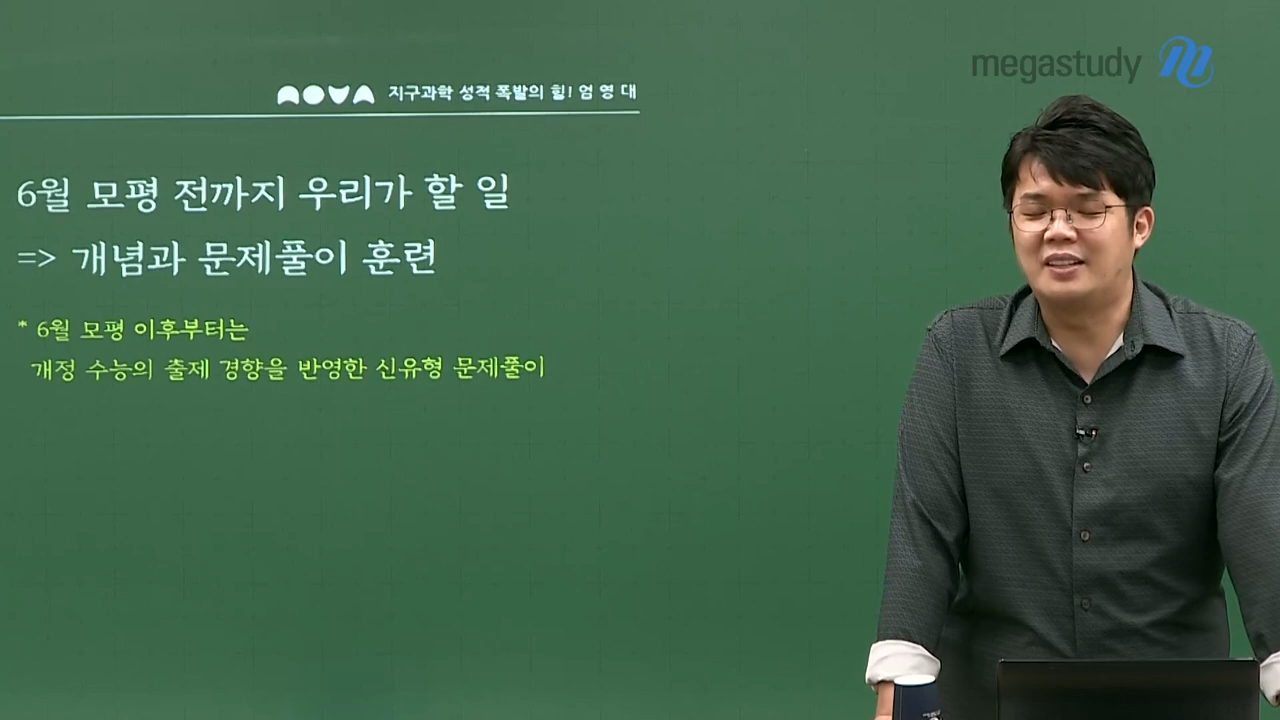 megastudy
NOVA 지구과학 성적 폭발의 힘! 엄영대
6월 모평 전까지 우리가 할 일
=> 개념과 문제풀이 훈련
* 6월 모평 이후부터는
개정 수능의 출제 경향을 반영한 신유형 문제풀이